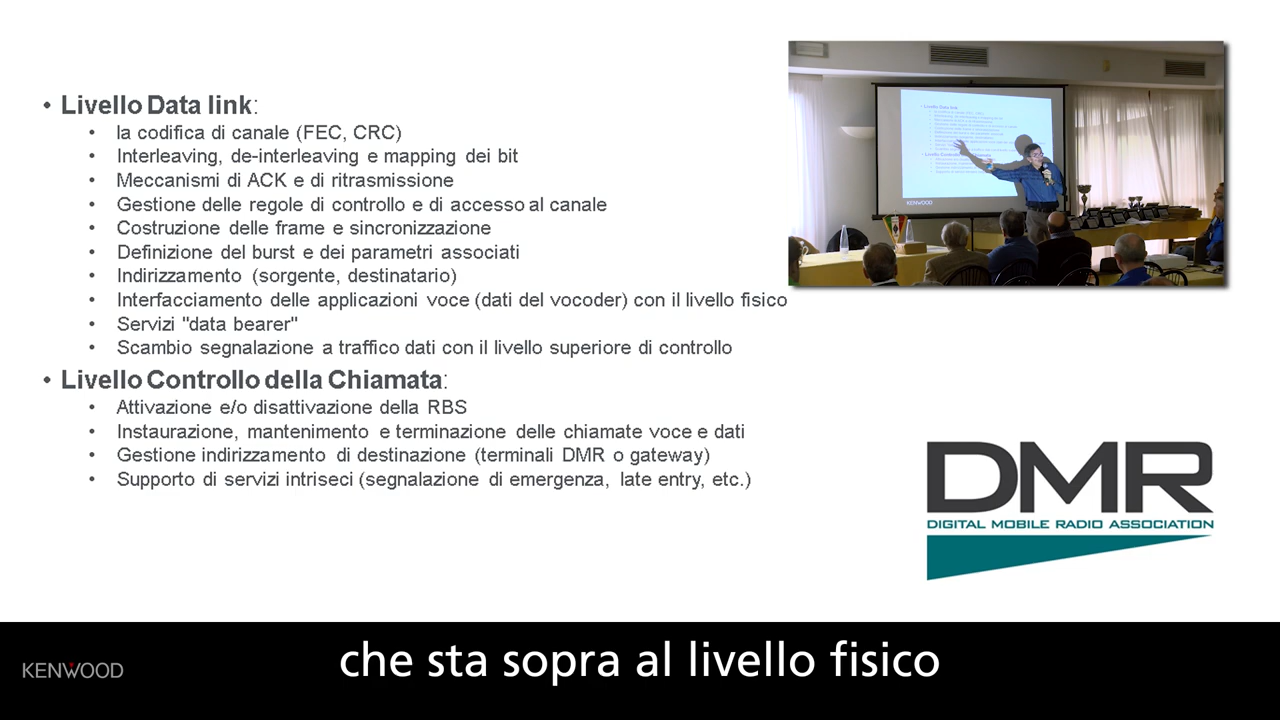 • Livello Data link:
• la codifica di canale (FEC, CRC)
• Interleaving, de-interleaving e mapping dei bit
• Meccanismi di ACK e di ritrasmissione
• Gestione delle regole di controllo e di accesso al canale
• Costruzione delle frame e sincronizzazione
• Definizione del burst e dei parametri associati
• Indirizzamento (sorgente, destinatario)
• Interfacciamento delle applicazioni voce (dati del vocoder) con il livello fisico
• Servizi "data bearer"
• Scambio segnalazione a traffico dati con il livello superiore di controllo
• Livello Controllo della Chiamata:
• Attivazione e/o disattivazione della RBS
• Instaurazione, mantenimento e terminazione delle chiamate voce e dati
• Gestione indirizzamento di destinazione (terminali DMR o gateway)
• Supporto di servizi intriseci (segnalazione di emergenza, late entry, etc.)
KENWOOD
DMR
DIGITAL MOBILE RADIO ASSOCIATION
KENWOOD
che sta sopra al livello fisico